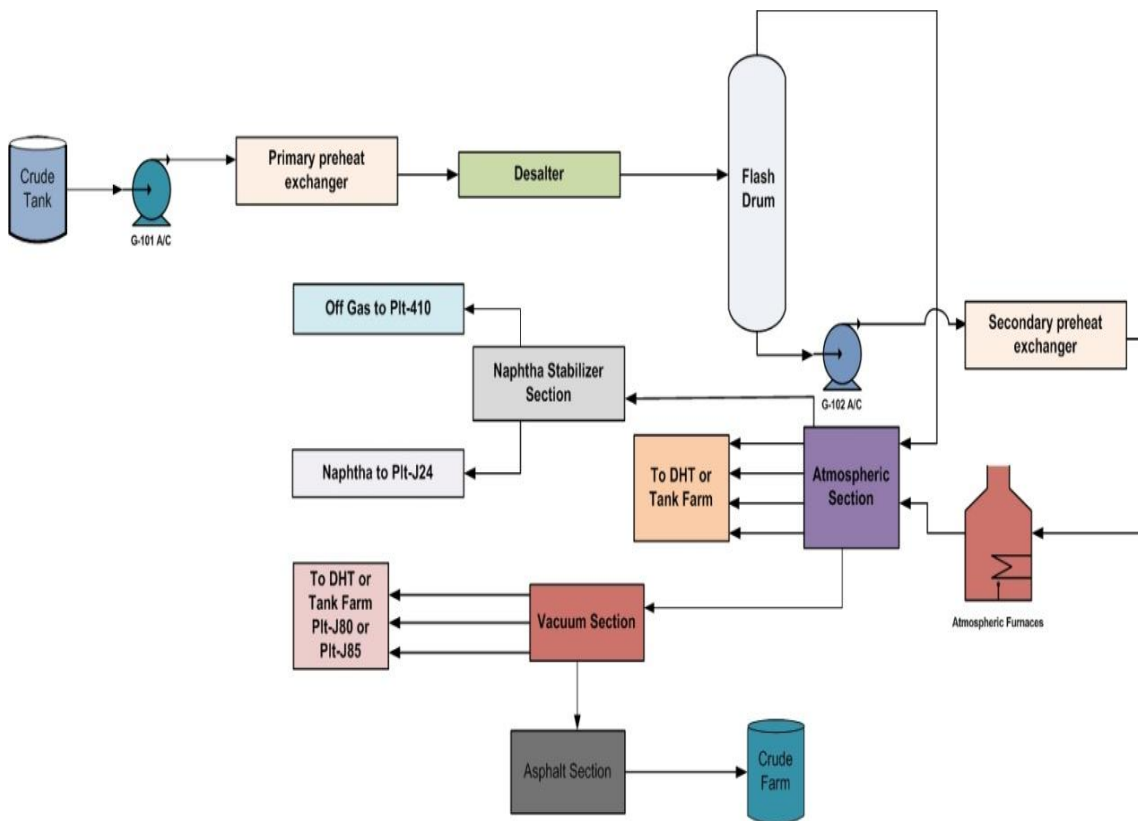 Crude
Tank
G-101 A/C
Primary preheat
exchanger
Desalter
Flash
Drum
Off Gas to Plt-410
Naphtha Stabilizer
Section
Naphtha to Plt-J24
G-102 A/C
Secondary preheat
exchanger
To DHT or
Tank Farm
Atmospheric
Section
Atmospheric Furnaces
To DHT or
Tank Farm
Plt-J80 or
Plt-J85
Vacuum Section
Asphalt Section
Crude
Farm